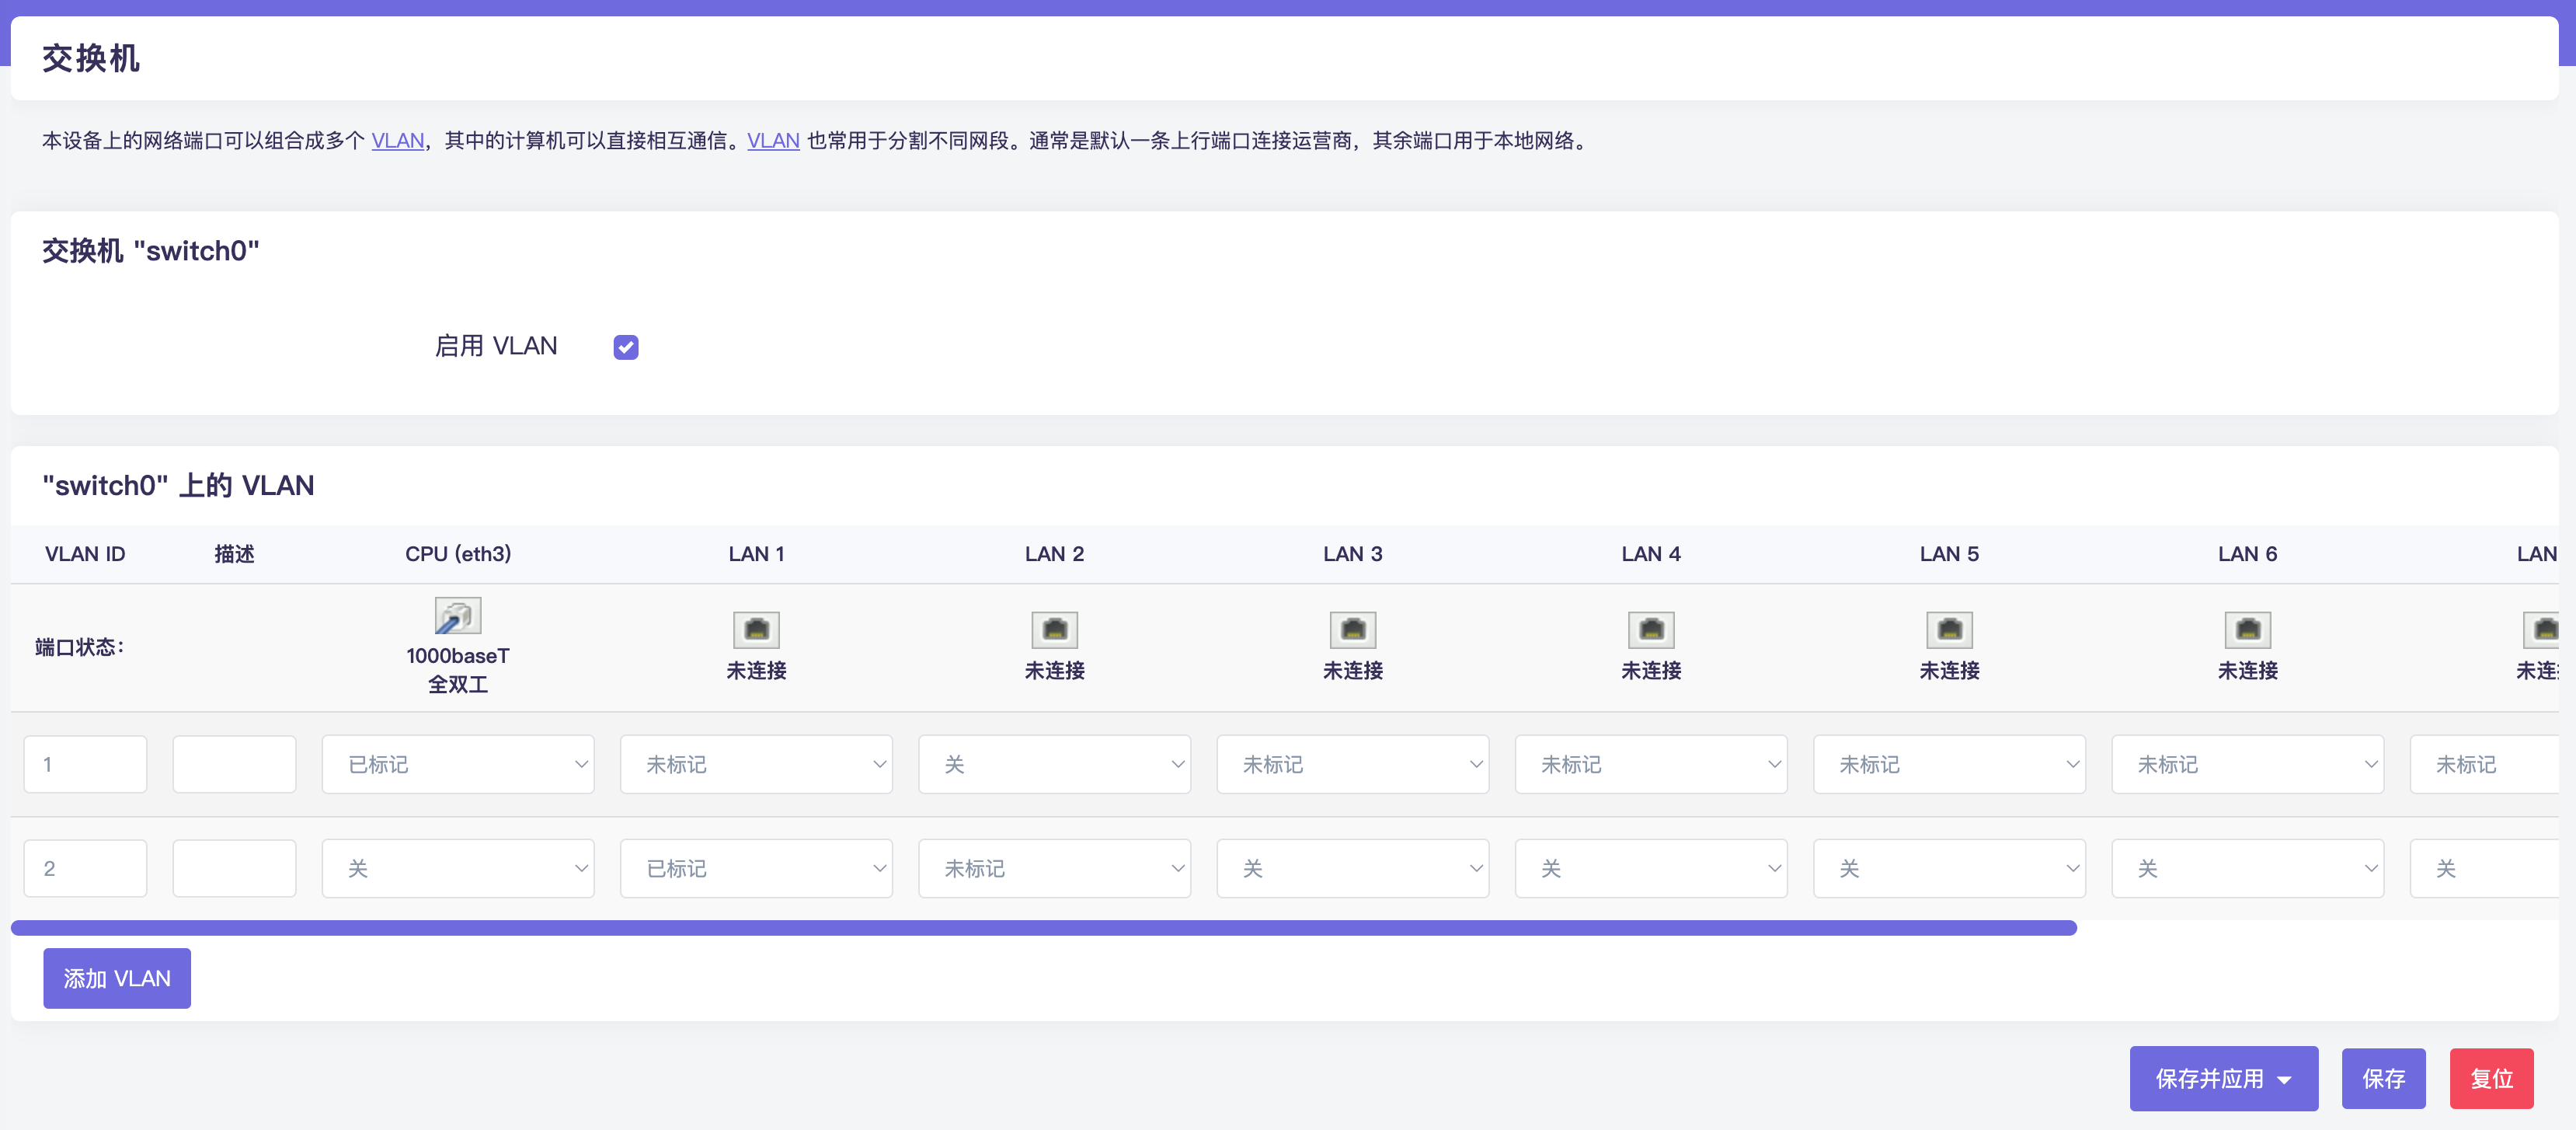 交换机
本设备上的网络端口可以组合成多个 VLAN，其中的计算机可以直接相互通信。VLAN 也常用于分割不同网段。通常是默认一条上行端口连接运营商，其余端口用于本地网络。
交换机 "switch0"
启用 VLAN
"switch0" 上的 VLAN
VLAN ID 描述 CPU (eth3) LAN 1 LAN 2 LAN 3 LAN 4 LAN 5 LAN 6 LAN
端口状态： 1000baseT 全双工 未连接 未连接 未连接 未连接 未连接 未连接 未连
1 已标记 未标记 关 未标记 未标记 未标记 未标记 未标记
2 关 已标记 未标记 关 关 关 关 关
添加 VLAN
保存并应用 保存 复位